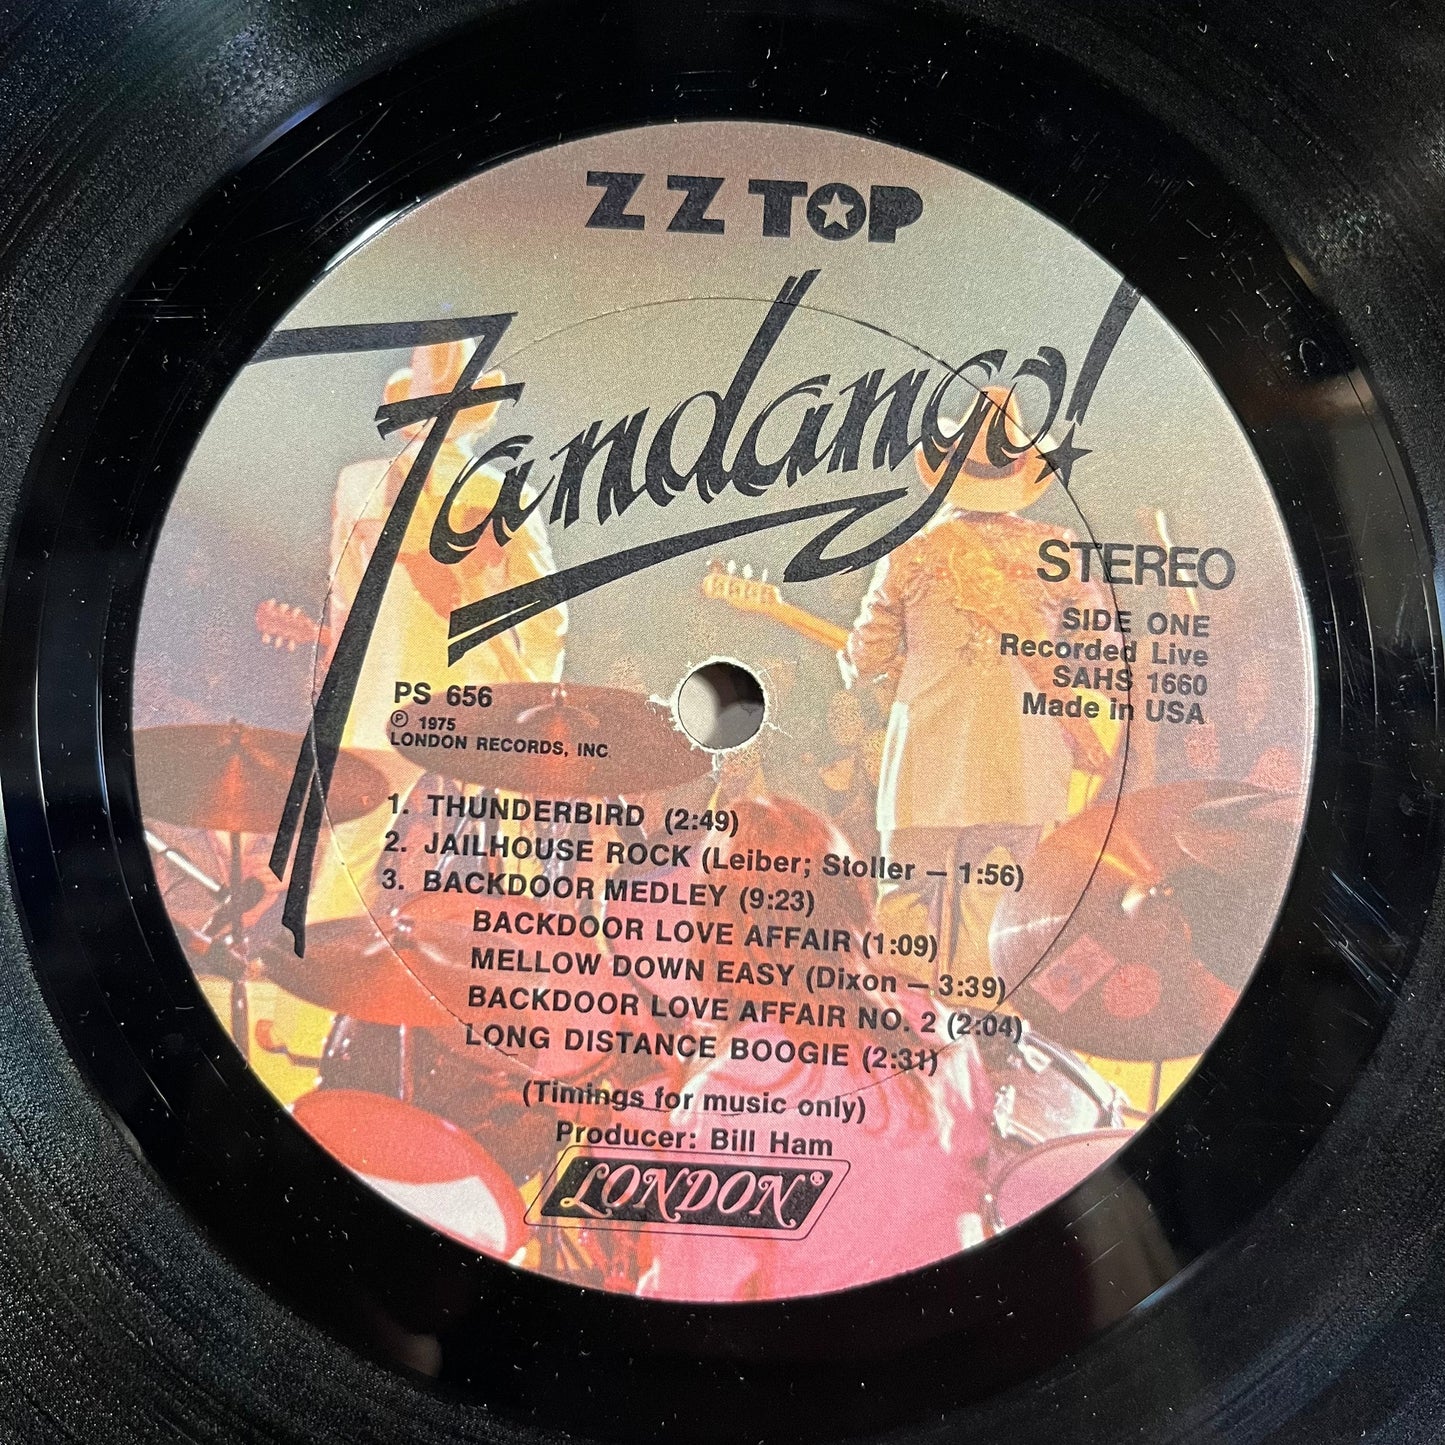 ZZ TOP
Fandango!
STEREO
SIDE ONE
Recorded Live
SAHS 1660
Made in USA
PS 656
℗ 1975
LONDON RECORDS, INC
1. THUNDERBIRD (2:49)
2. JAILHOUSE ROCK (Leiber; Stoller – 1:56)
3. BACKDOOR MEDLEY (9:23)
BACKDOOR LOVE AFFAIR (1:09)
MELLOW DOWN EASY (Dixon – 3:39)
BACKDOOR LOVE AFFAIR NO. 2 (2:04)
LONG DISTANCE BOOGIE (2:31)
(Timings for music only)
Producer: Bill Ham
LONDON®